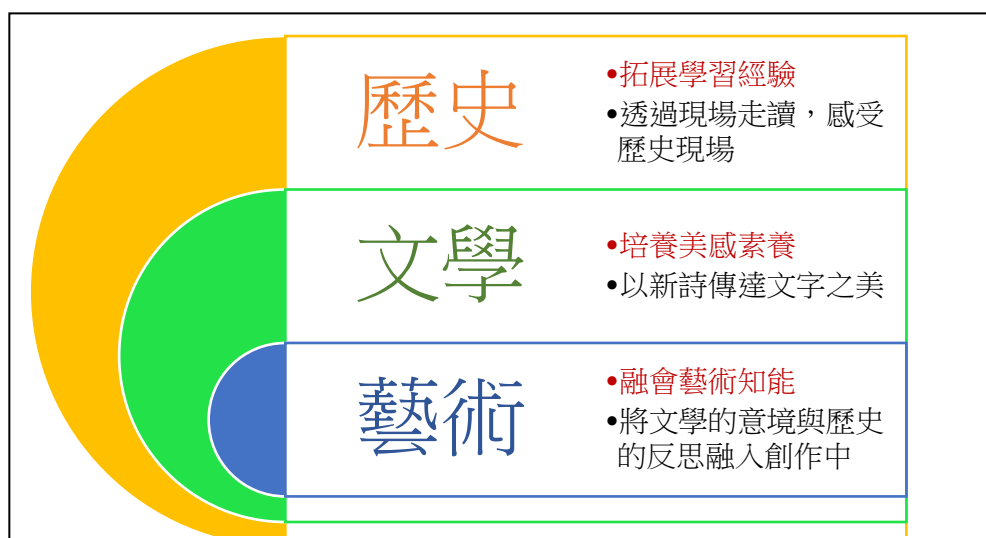 歷史
•拓展學習經驗
•透過現場走讀，感受
歷史現場
文學
•培養美感素養
•以新詩傳達文字之美
藝術
•融會藝術知能
•將文學的意境與歷史
的反思融入創作中